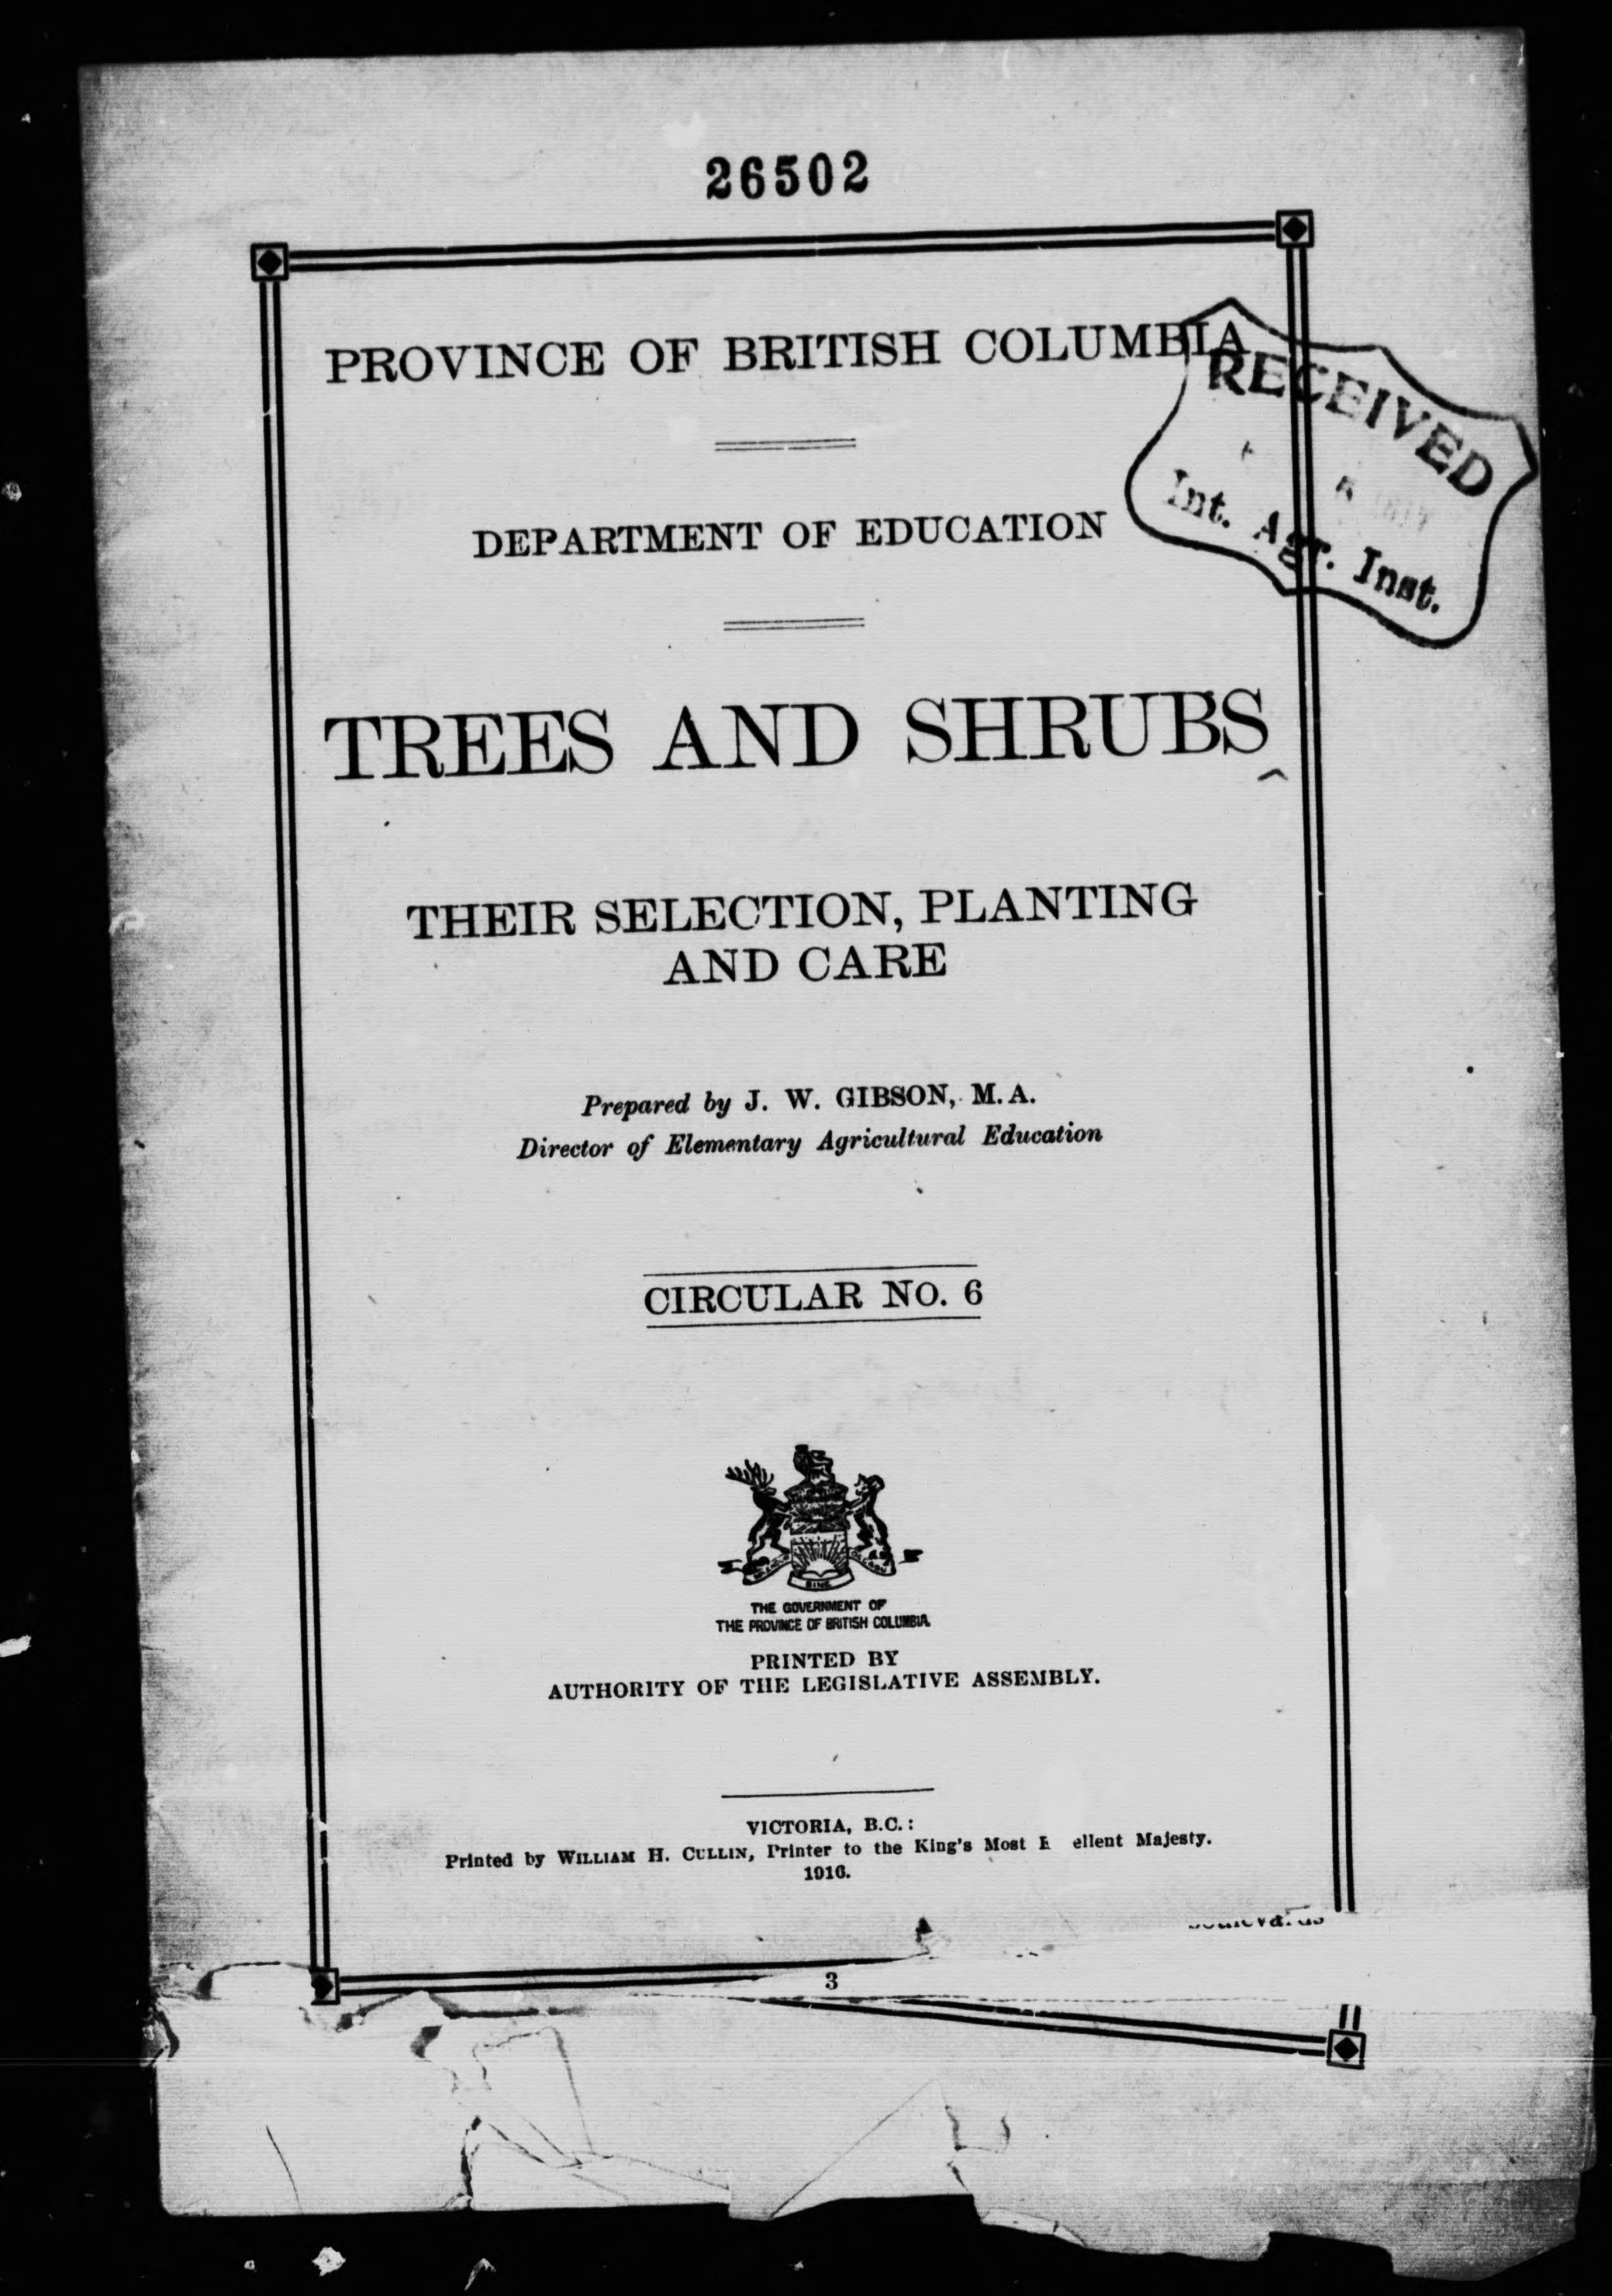 26502
PROVINCE OF BRITISH COLUMBIA
RECEIVED
Int. Agr. Inst.
DEPARTMENT OF EDUCATION
TREES AND SHRUBS
THEIR SELECTION, PLANTING
AND CARE
Prepared by J. W. GIBSON, M.A.
Director of Elementary Agricultural Education
CIRCULAR NO. 6
THE GOVERNMENT OF
THE PROVINCE OF BRITISH COLUMBIA.
PRINTED BY
AUTHORITY OF THE LEGISLATIVE ASSEMBLY.
VICTORIA, B.C.:
Printed by WILLIAM H. CULLIN, Printer to the King's Most E ellent Majesty.
1916.
3